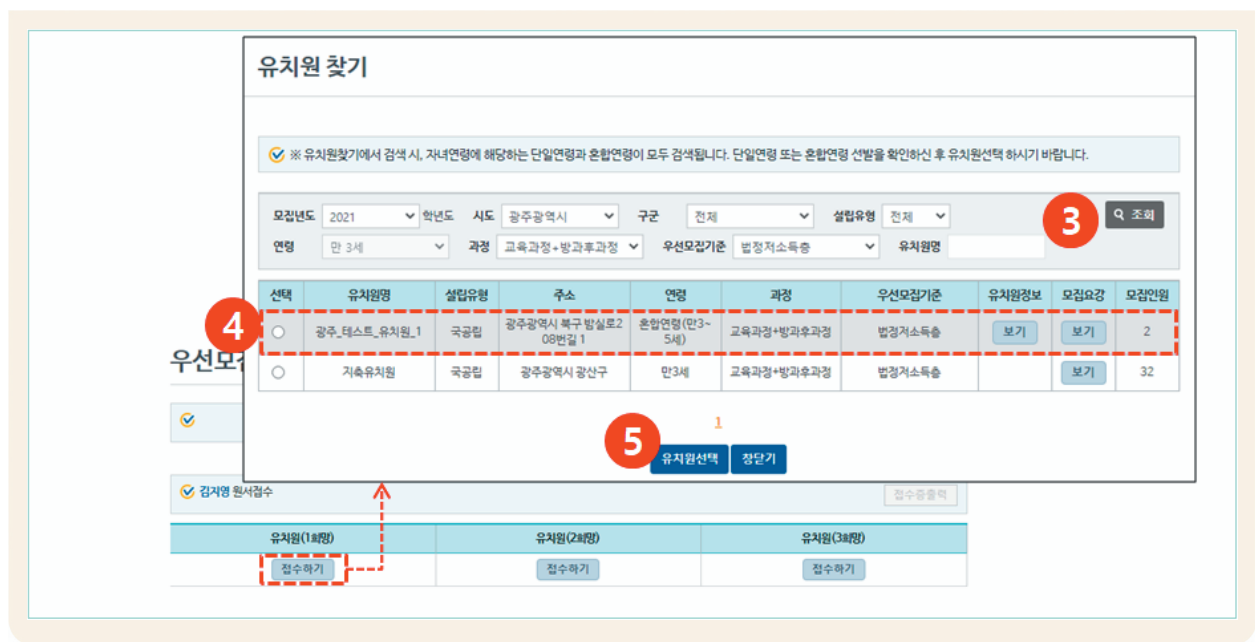 유치원 찾기
※ 유치원찾기에서 검색 시, 자녀연령에 해당하는 단일연령과 혼합연령이 모두 검색됩니다. 단일연령 또는 혼합연령 선발을 확인하신 후 유치원선택 하시기 바랍니다.
모집년도 2021 학년도 시도 광주광역시 구군 전체 설립유형 전체 3 조회
연령 만 3세 과정 교육과정+방과후과정 우선모집기준 법정저소득층 유치원명
선택 유치원명 설립유형 주소 연령 과정 우선모집기준 유치원정보 모집요강 모집인원
4 광주_테스트_유치원_1 국공립 광주광역시 북구 밤실로2 혼합연령(만3~ 교육과정+방과후과정 법정저소득층 보기 보기 2
08번길 1 5세)
지축유치원 국공립 광주광역시 광산구 만3세 교육과정+방과후과정 법정저소득층 보기 32
우선모
1
5 유치원선택 창닫기
김지영 원서접수 접수증출력
유치원(1희망) 유치원(2희망) 유치원(3희망)
접수하기 접수하기 접수하기